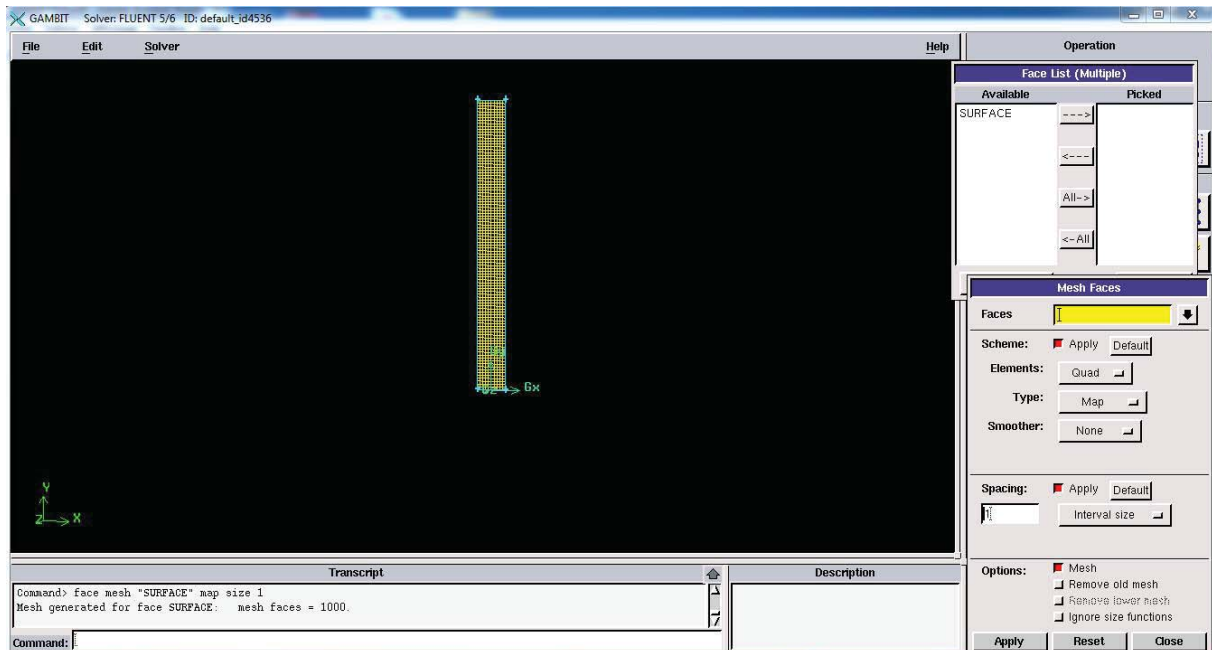 GAMBIT Solver: FLUENT 5/6 ID: default_id4536
File Edit Solver Help
Operation
Face List (Multiple)
Available Picked
SURFACE
--->
<---
All->
<-All
Mesh Faces
Faces
Scheme: Apply Default
Elements: Quad
Type: Map
Smoother: None
Spacing: Apply Default
1 Interval size
Options: Mesh
Remove old mesh
Remove lower mesh
Ignore size functions
Apply Reset Close
Gx
Y
Z X
Transcript
Description
Command> face mesh "SURFACE" map size 1
Mesh generated for face SURFACE: mesh faces = 1000.
Command: